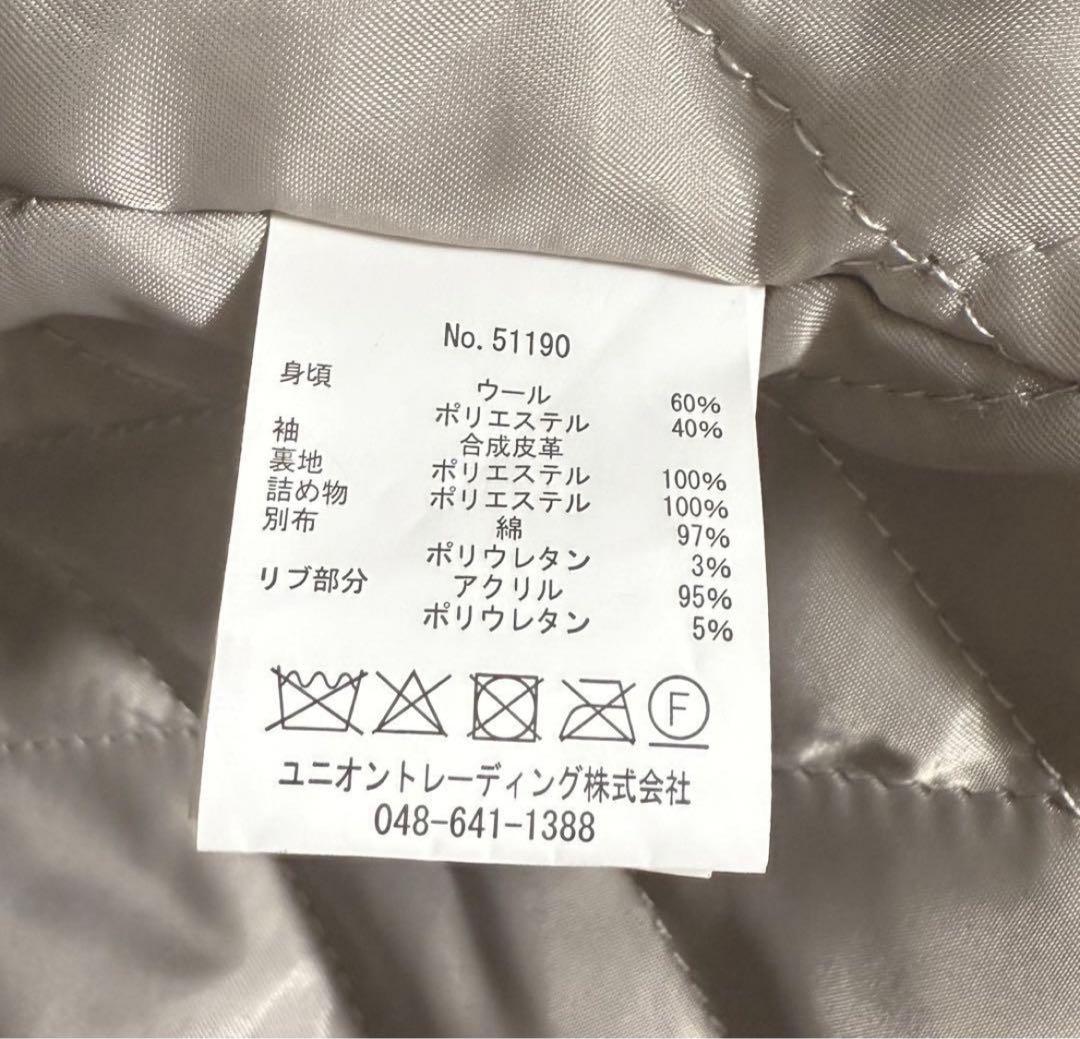 No. 51190
身頃 ウール 60%
ポリエステル 40%
袖 合成皮革
裏地 ポリエステル 100%
詰め物 ポリエステル 100%
別布 綿 97%
ポリウレタン 3%
リブ部分 アクリル 95%
ポリウレタン 5%
F
ユニオントレーディング株式会社
048-641-1388